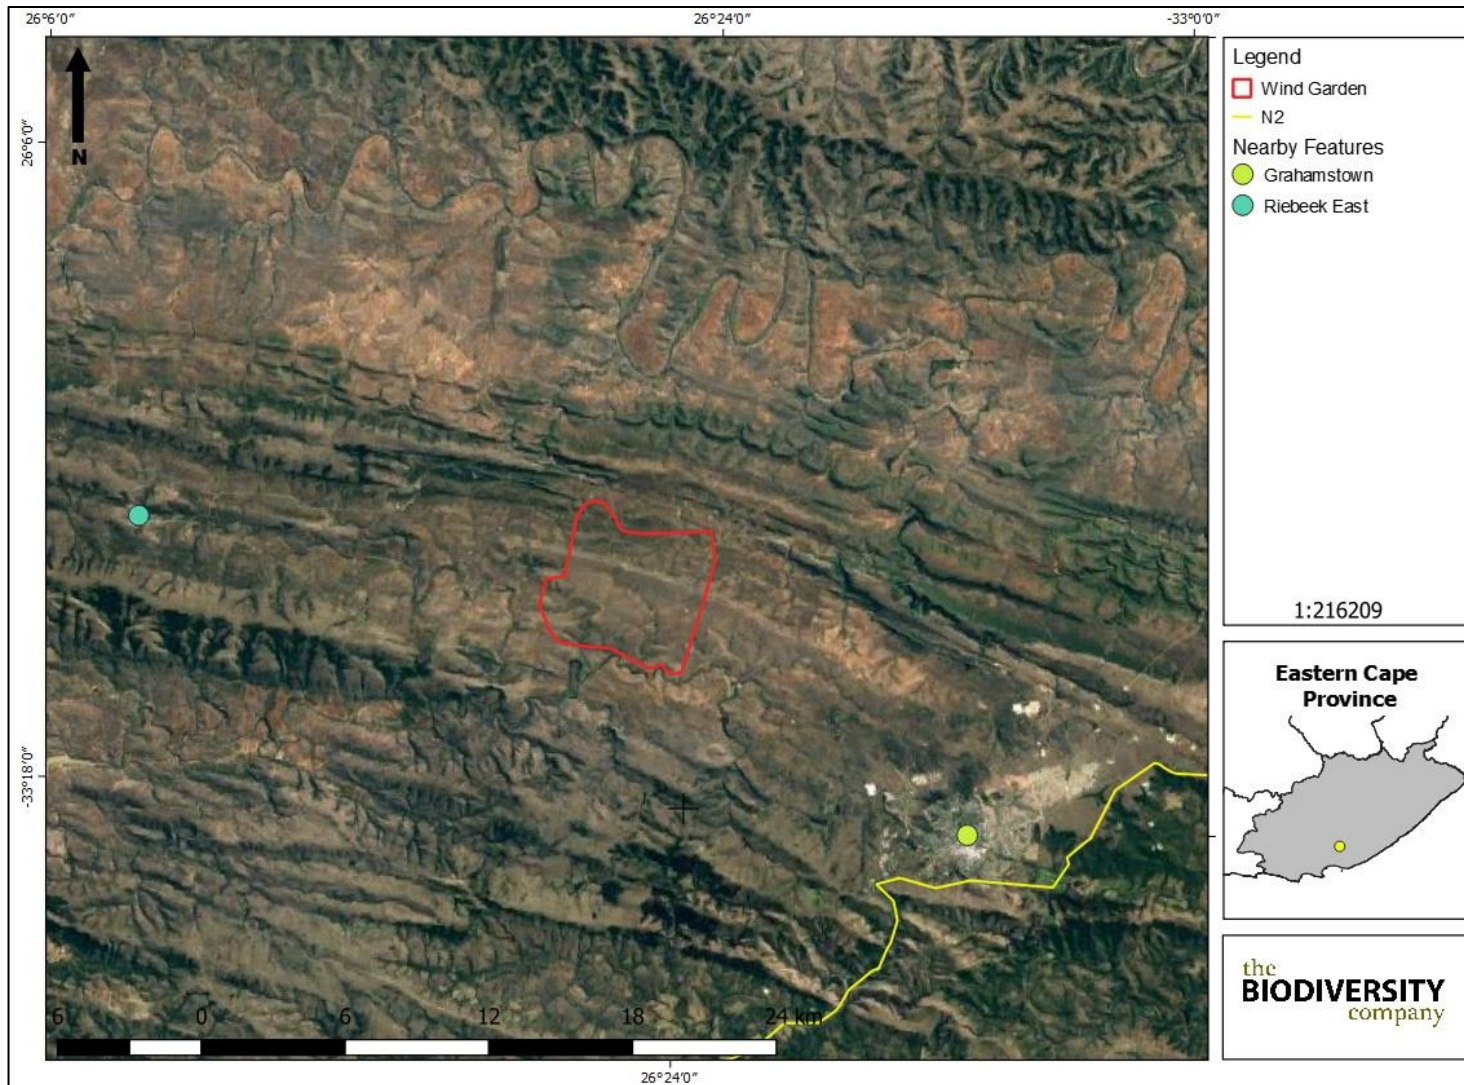 26°6′0″
26°24′0″
-33°0′0″
26°6′0″
N
-33°18′0″
6 0 6 12 18 24 km
26°24′0″
Legend
Wind Garden
N2
Nearby Features
Grahamstown
Riebeek East
1:216209
Eastern Cape
Province
the
BIODIVERSITY
company